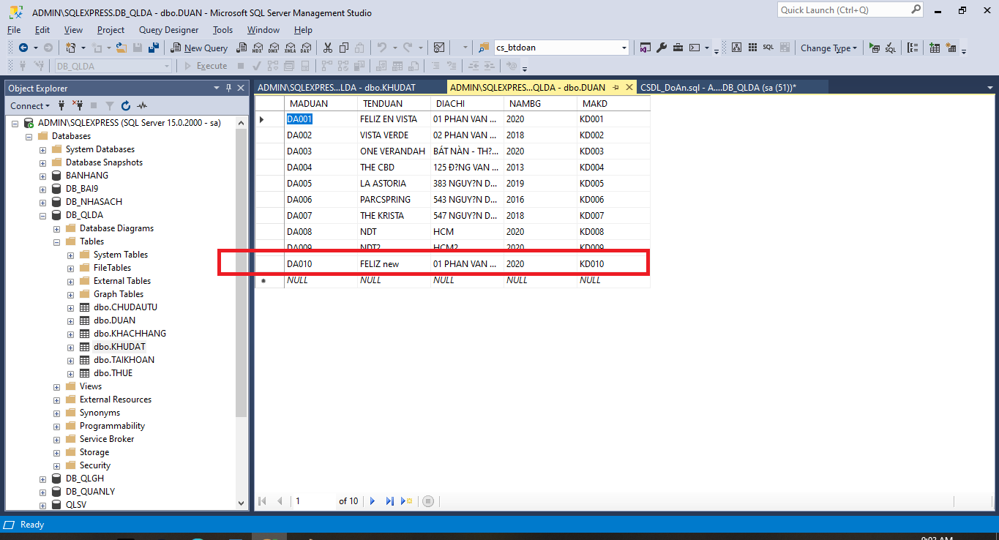 ADMIN\SQLEXPRESS.DB_QLDA - dbo.DUAN - Microsoft SQL Server Management Studio
Quick Launch (Ctrl+Q)
File Edit View Project Query Designer Tools Window Help
New Query MDX DMX XMLA DAX cs_btdoan SQL Change Type SQL
DB_QLDA Execute
Object Explorer
Connect
ADMIN\SQLEXPRESS (SQL Server 15.0.2000 - sa)
Databases
System Databases
Database Snapshots
BANHANG
DB_BAI9
DB_NHASACH
DB_QLDA
Database Diagrams
Tables
System Tables
FileTables
External Tables
Graph Tables
dbo.CHUDAUTU
dbo.DUAN
dbo.KHACHHANG
dbo.KHUDAT
dbo.TAIKHOAN
dbo.THUE
Views
External Resources
Synonyms
Programmability
Service Broker
Storage
Security
DB_QLGH
DB_QUANLY
QLSV
ADMIN\SQLEXPRES...LDA - dbo.KHUDAT ADMIN\SQLEXPRES...QLDA - dbo.DUAN CSDL_DoAn.sql - A....DB_QLDA (sa (51))*
MADUAN TENDUAN DIACHI NAMBG MAKD
DA001 FELIZ EN VISTA 01 PHAN VAN ... 2020 KD001
DA002 VISTA VERDE 02 PHAN VAN ... 2018 KD002
DA003 ONE VERANDAH BÁT NÀN - TH?... 2020 KD003
DA004 THE CBD 125 Đ?NG VAN ... 2013 KD004
DA005 LA ASTORIA 383 NGUY?N D... 2019 KD005
DA006 PARCSPRING 543 NGUY?N D... 2016 KD006
DA007 THE KRISTA 547 NGUY?N D... 2018 KD007
DA008 NDT HCM 2020 KD008
DA009 NDT2 HCM2 2020 KD009
DA010 FELIZ new 01 PHAN VAN ... 2020 KD010
NULL NULL NULL NULL NULL
1 of 10
Ready
9:02 AM